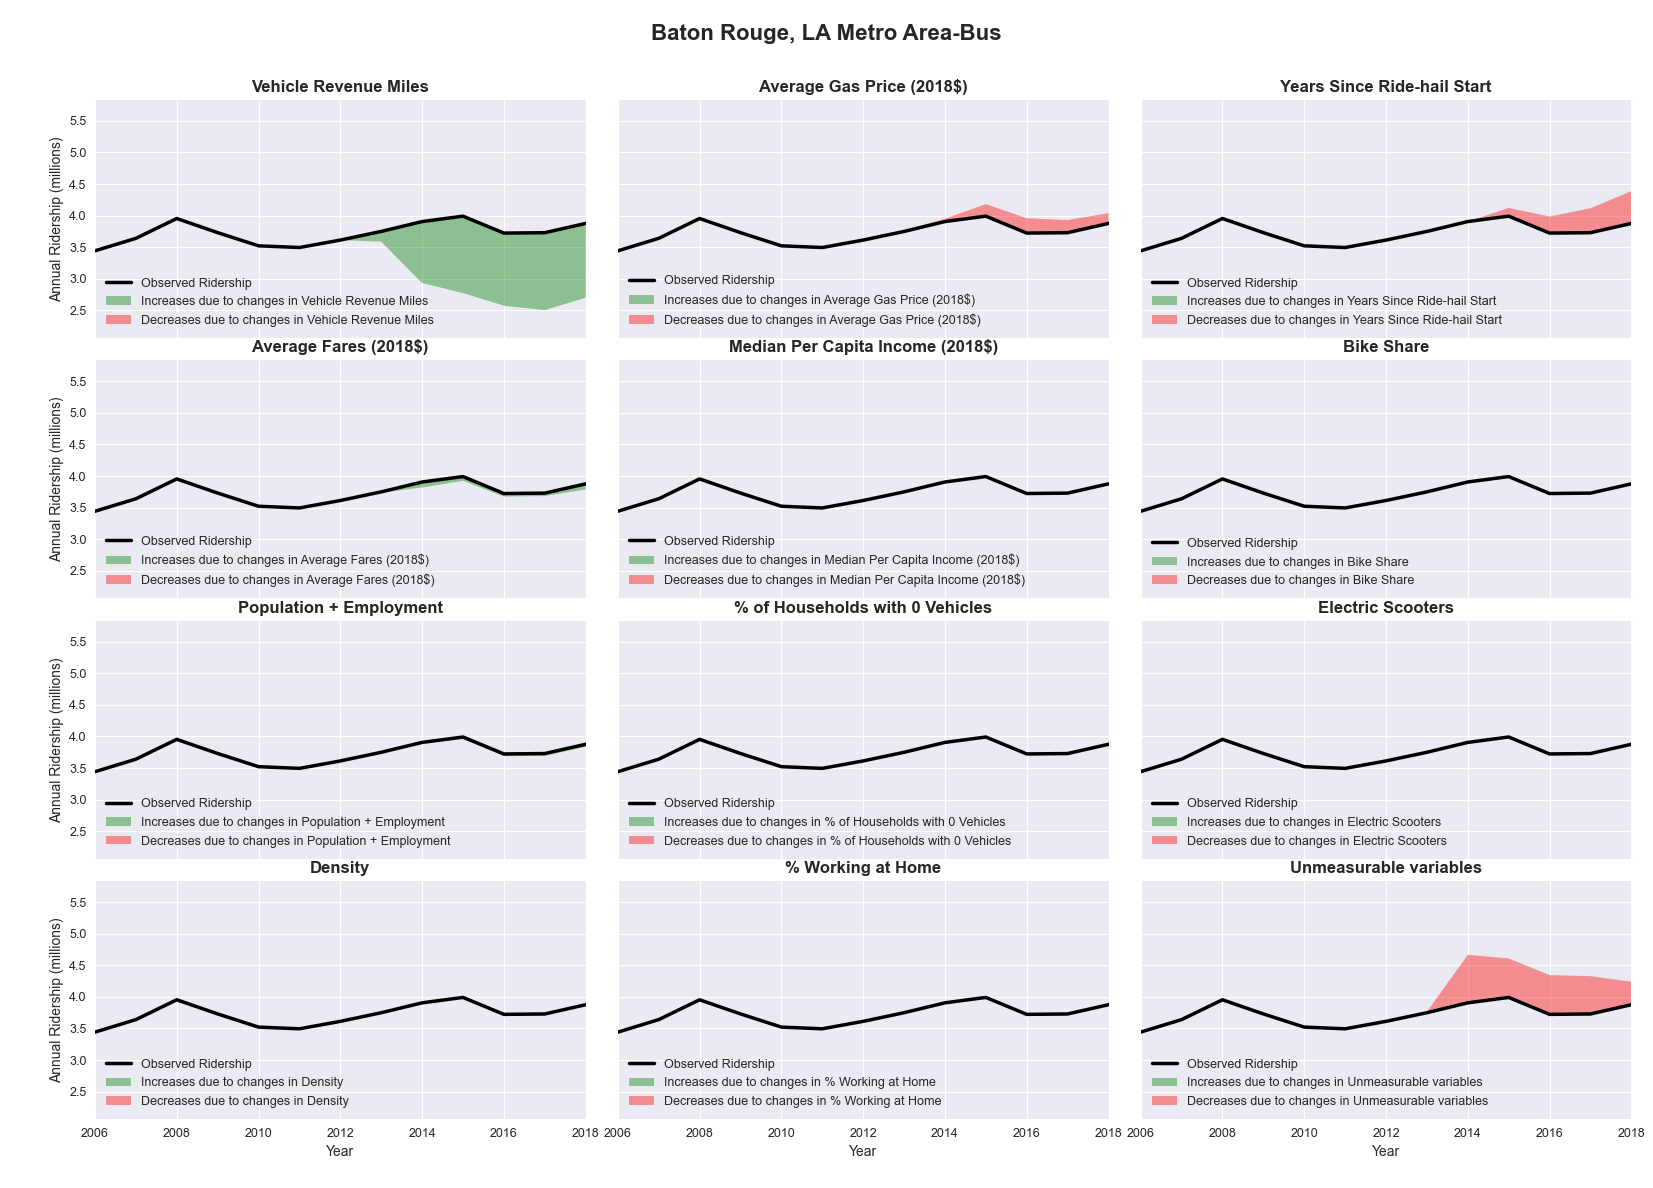 Baton Rouge, LA Metro Area-Bus
Vehicle Revenue Miles
Average Gas Price (2018$)
Years Since Ride-hail Start
Annual Ridership (millions)
5.5
5.0
4.5
4.0
3.5
3.0
2.5
Observed Ridership
Increases due to changes in Vehicle Revenue Miles
Decreases due to changes in Vehicle Revenue Miles
Observed Ridership
Increases due to changes in Average Gas Price (2018$)
Decreases due to changes in Average Gas Price (2018$)
Observed Ridership
Increases due to changes in Years Since Ride-hail Start
Decreases due to changes in Years Since Ride-hail Start
Average Fares (2018$)
Median Per Capita Income (2018$)
Bike Share
Annual Ridership (millions)
5.5
5.0
4.5
4.0
3.5
3.0
2.5
Observed Ridership
Increases due to changes in Average Fares (2018$)
Decreases due to changes in Average Fares (2018$)
Observed Ridership
Increases due to changes in Median Per Capita Income (2018$)
Decreases due to changes in Median Per Capita Income (2018$)
Observed Ridership
Increases due to changes in Bike Share
Decreases due to changes in Bike Share
Population + Employment
% of Households with 0 Vehicles
Electric Scooters
Annual Ridership (millions)
5.5
5.0
4.5
4.0
3.5
3.0
2.5
Observed Ridership
Increases due to changes in Population + Employment
Decreases due to changes in Population + Employment
Observed Ridership
Increases due to changes in % of Households with 0 Vehicles
Decreases due to changes in % of Households with 0 Vehicles
Observed Ridership
Increases due to changes in Electric Scooters
Decreases due to changes in Electric Scooters
Density
% Working at Home
Unmeasurable variables
Annual Ridership (millions)
5.5
5.0
4.5
4.0
3.5
3.0
2.5
Observed Ridership
Increases due to changes in Density
Decreases due to changes in Density
Observed Ridership
Increases due to changes in % Working at Home
Decreases due to changes in % Working at Home
Observed Ridership
Increases due to changes in Unmeasurable variables
Decreases due to changes in Unmeasurable variables
2006 2008 2010 2012 2014 2016 2018
2006 2008 2010 2012 2014 2016 2018
2006 2008 2010 2012 2014 2016 2018
Year
Year
Year